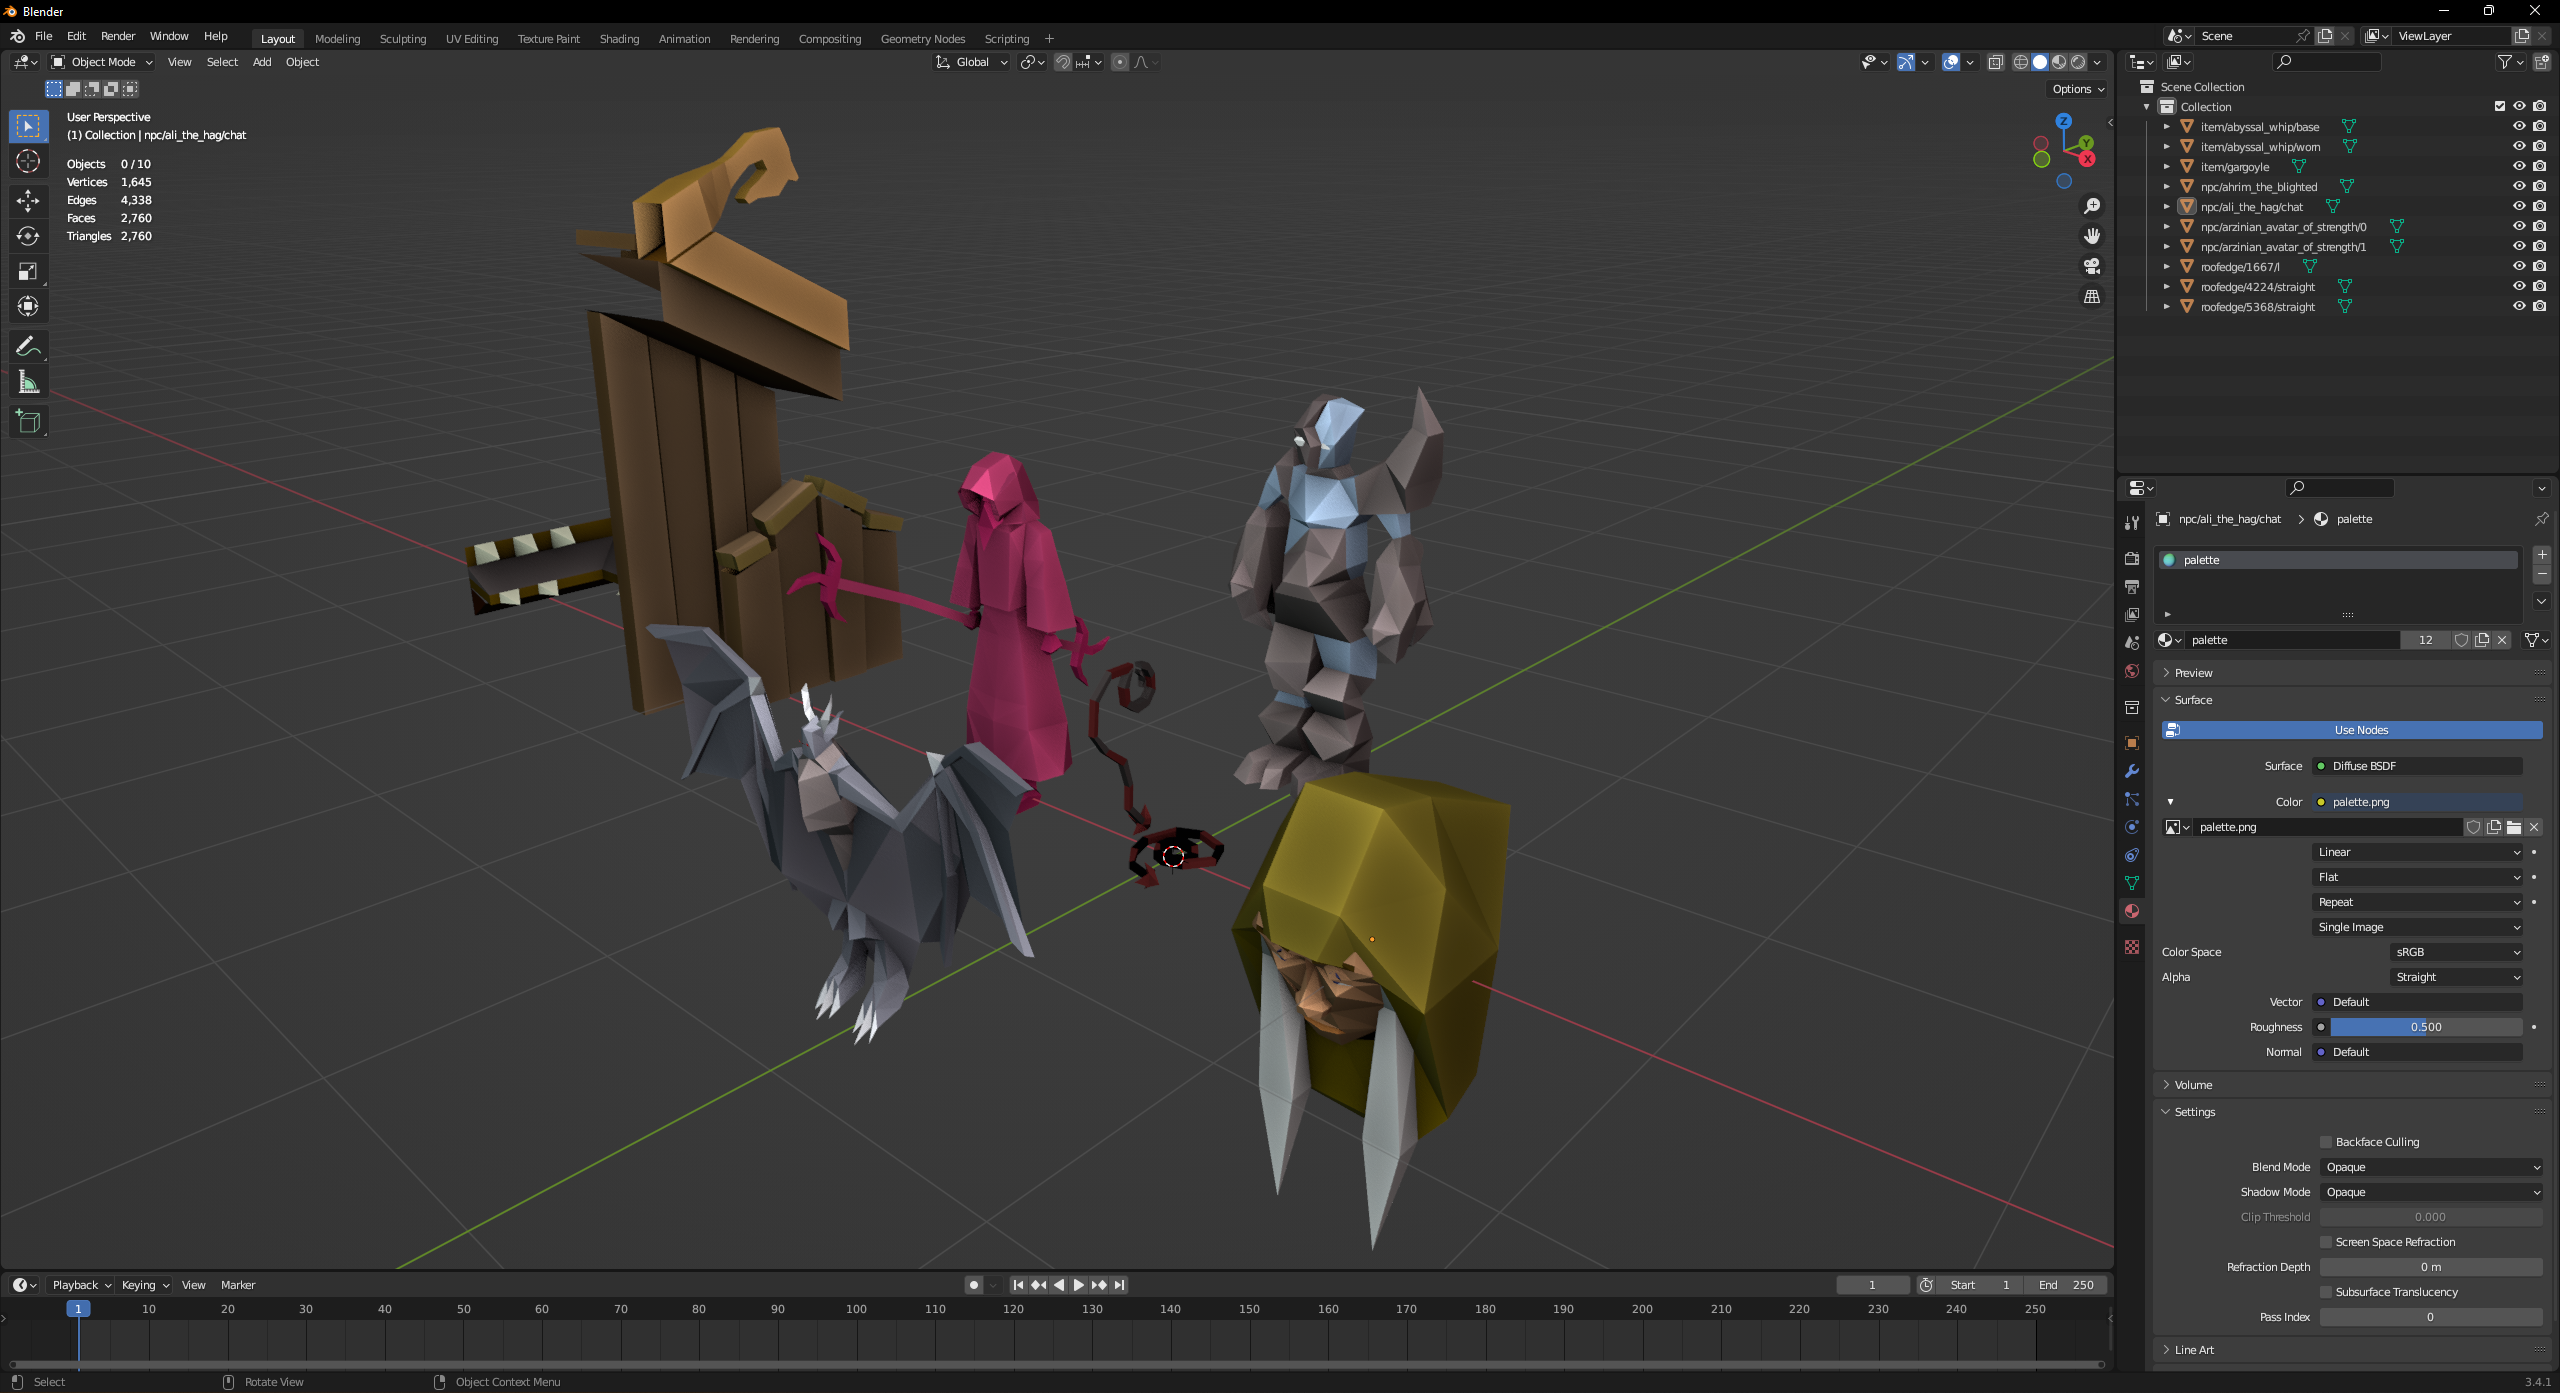 Blender
File Edit Render Window Help
Layout Modeling Sculpting UV Editing Texture Paint Shading Animation Rendering Compositing Geometry Nodes Scripting +
Scene
ViewLayer
Object Mode View Select Add Object
Global
Options
User Perspective
(1) Collection | npc/ali_the_hag/chat
Objects 0/10
Vertices 1,645
Edges 4,338
Faces 2,760
Triangles 2,760
Z
Y
X
Scene Collection
Collection
item/abyssal_whip/base
item/abyssal_whip/worn
item/gargoyle
npc/ahrim_the_blighted
npc/ali_the_hag/chat
npc/arzinian_avatar_of_strength/0
npc/arzinian_avatar_of_strength/1
roofedge/1667/l
roofedge/4224/straight
roofedge/5368/straight
npc/ali_the_hag/chat > palette
palette
palette 12
Preview
Surface
Use Nodes
Surface Diffuse BSDF
Color palette.png
palette.png
Linear
Flat
Repeat
Single Image
Color Space sRGB
Alpha Straight
Vector Default
Roughness 0.500
Normal Default
Volume
Settings
Backface Culling
Blend Mode Opaque
Shadow Mode Opaque
Clip Threshold 0.000
Screen Space Refraction
Refraction Depth 0 m
Subsurface Translucency
Pass Index 0
Line Art
Playback Keying View Marker
1 Start 1 End 250
1 10 20 30 40 50 60 70 80 90 100 110 120 130 140 150 160 170 180 190 200 210 220 230 240 250
Select Rotate View Object Context Menu
3.4.1